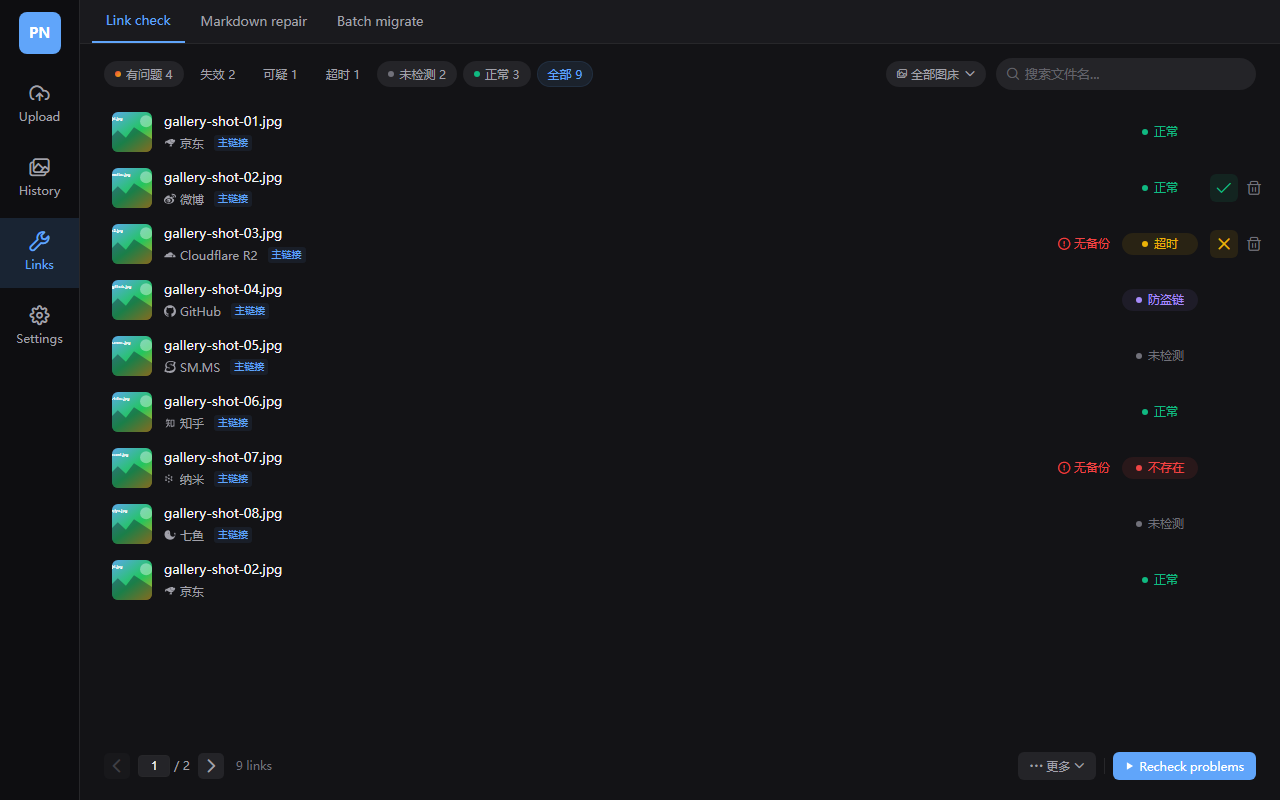 PN
Upload
History
Links
Settings
Link check Markdown repair Batch migrate
有问题 4 失效 2 可疑 1 超时 1 未检测 2 正常 3 全部 9 全部图床 搜索文件名...
gallery-shot-01.jpg
京东 主链接
正常
gallery-shot-02.jpg
微博 主链接
正常
gallery-shot-03.jpg
Cloudflare R2 主链接
无备份 超时
gallery-shot-04.jpg
GitHub 主链接
防盗链
gallery-shot-05.jpg
SM.MS 主链接
未检测
gallery-shot-06.jpg
知 知乎 主链接
正常
gallery-shot-07.jpg
纳米 主链接
无备份 不存在
gallery-shot-08.jpg
七鱼 主链接
未检测
gallery-shot-02.jpg
京东
正常
1 / 2 9 links ··· 更多 Recheck problems